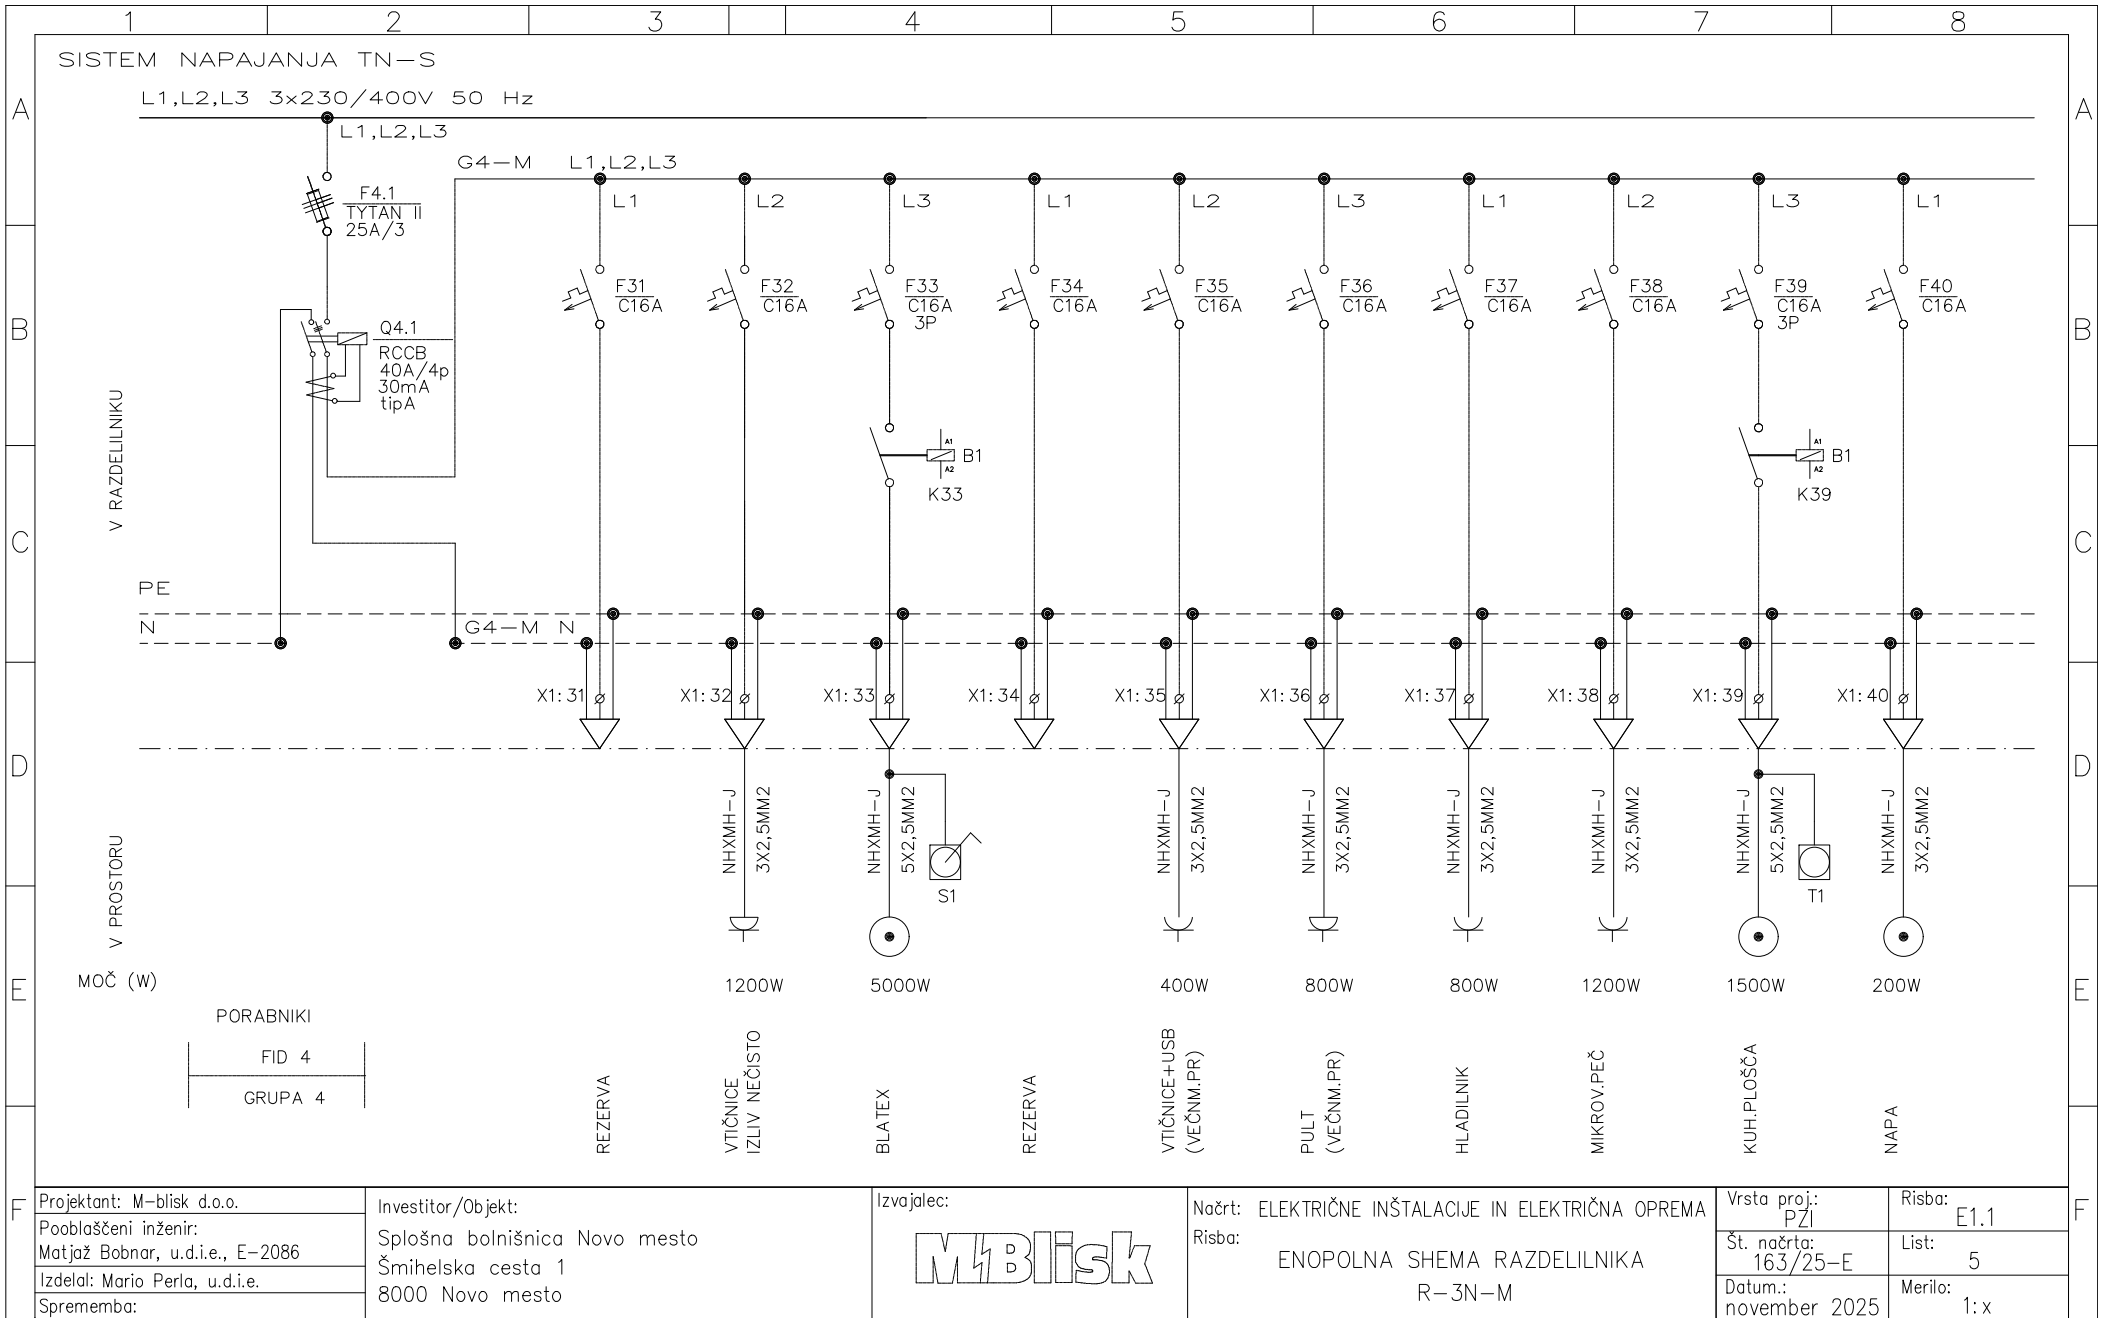 1 2 3 4 5 6 7 8
SISTEM NAPAJANJA TN-S
A A
L1,L2,L3 3x230/400V 50 Hz
L1,L2,L3
G4-M L1,L2,L3
L1 L2 L3 L1 L2 L3 L1 L2 L3 L1
F4.1
TYTAN II
25A/3
B B
F31
C16A
F32
C16A
F33
C16A
3P
F34
C16A
F35
C16A
F36
C16A
F37
C16A
F38
C16A
F39
C16A
3P
F40
C16A
Q4.1
RCCB
40A/4p
30mA
tipA
V RAZDELILNIKU
A1
B1
A2
K33
A1
B1
A2
K39
C C
PE
N
G4-M N
X1:31 X1:32 X1:33 X1:34 X1:35 X1:36 X1:37 X1:38 X1:39 X1:40
D D
V PROSTORU
NHXMH-J
3X2,5MM2
NHXMH-J
5X2,5MM2
S1
NHXMH-J
3X2,5MM2
NHXMH-J
3X2,5MM2
NHXMH-J
3X2,5MM2
NHXMH-J
3X2,5MM2
NHXMH-J
5X2,5MM2
T1
NHXMH-J
3X2,5MM2
E E
MOČ (W)
1200W 5000W 400W 800W 800W 1200W 1500W 200W
PORABNIKI
FID 4
GRUPA 4
REZERVA
VTIČNICE
IZLIV NEČISTO
BLATEX
REZERVA
VTIČNICE+USB
(VEČNM.PR)
PULT
(VEČNM.PR)
HLADILNIK
MIKROV.PEČ
KUH.PLOŠČA
NAPA
F F
Projektant: M-blisk d.o.o.
Pooblaščeni inženir:
Matjaž Bobnar, u.d.i.e., E-2086
Izdelal: Mario Perla, u.d.i.e.
Sprememba:
Investitor/Objekt:
Splošna bolnišnica Novo mesto
Šmihelska cesta 1
8000 Novo mesto
Izvajalec:
M-Blisk
Načrt: ELEKTRIČNE INŠTALACIJE IN ELEKTRIČNA OPREMA
Risba:
ENOPOLNA SHEMA RAZDELILNIKA
R-3N-M
Vrsta proj.:
PZI
Št. načrta:
163/25-E
Datum.:
november 2025
Risba:
E1.1
List:
5
Merilo:
1:x